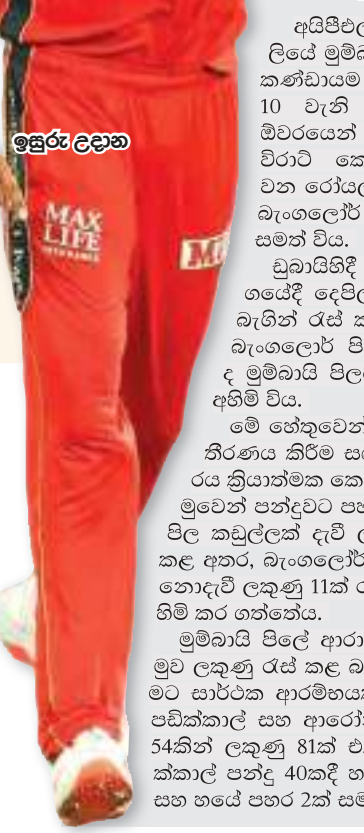 ඉසුරු උදාන
MAX
LIFE
අයිපීඑල්
ලියේ මුම්බ
කණ්ඩායම
10 වැනි
ඕවරයෙන්
විරාට් කෝ
වන රෝයල්
බැංගලෝර්
සමත් විය.
ඩුබායිහිදී
ගයේදී දෙපිල
බැගින් රැස් ක
බැංගලොර් පි
ද මුම්බායි පිල
අහිමි විය.
මේ හේතුවෙන්
තීරණය කිරීම ස
රය ක්‍රියාත්මක කෙ
මුවෙන් පන්දුවට පහ
පිල කඩුල්ලක් දැවී ල
කළ අතර, බැංගලෝර්
නොදැවී ලකුණු 11ක් ර
හිමි කර ගත්තේය.
මුම්බායි පිලේ ආරා
මුව ලකුණු රැස් කළ බ
මට සාර්ථක ආරම්භය
පඩික්කාල් සහ ආරෝ
54කින් ලකුණු 81ක් එ
ක්කාල් පන්දු 40කදී හ
සහ හයේ පහර 2ක් සම